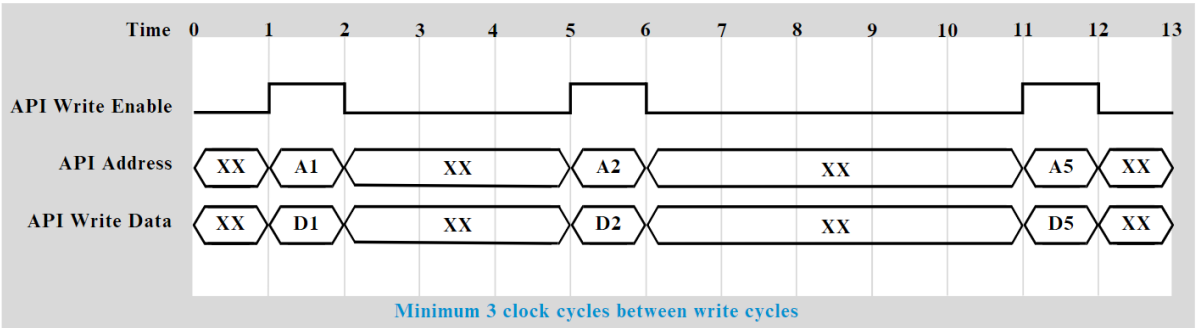 Time 0 1 2 3 4 5 6 7 8 9 10 11 12 13
API Write Enable
API Address XX A1 XX A2 XX A5 XX
API Write Data XX D1 XX D2 XX D5 XX
Minimum 3 clock cycles between write cycles